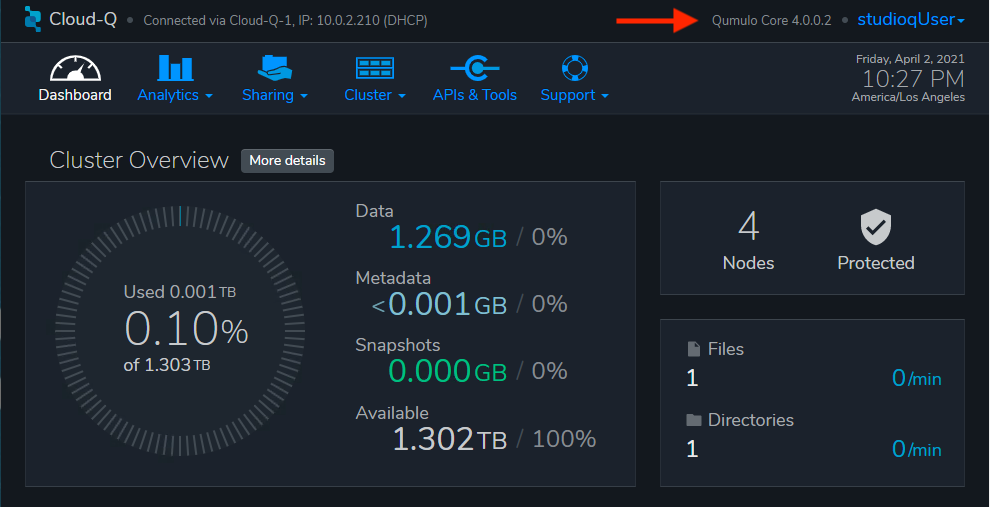 Cloud-Q • Connected via Cloud-Q-1, IP: 10.0.2.210 (DHCP) Qumulo Core 4.0.0.2 • studioqUser
Dashboard Analytics Sharing Cluster APIs & Tools Support
Friday, April 2, 2021
10:27 PM
America/Los Angeles
Cluster Overview More details
Used 0.001 TB
0.10%
of 1.303 TB
Data
1.269 GB / 0%
Metadata
<0.001 GB / 0%
Snapshots
0.000 GB / 0%
Available
1.302 TB / 100%
4
Nodes
Protected
Files
1 0/min
Directories
1 0/min